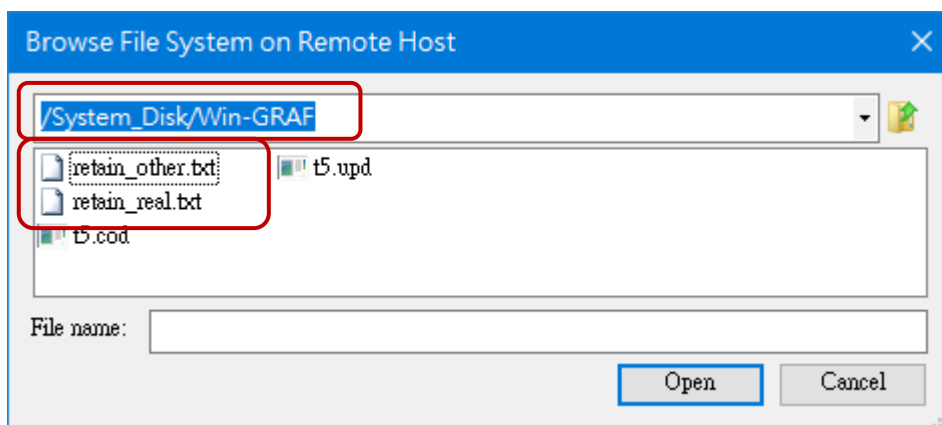 Browse File System on Remote Host
/System_Disk/Win-GRAF
retain_other.txt
t5.upd
retain_real.txt
t5.cod
File name:
Open
Cancel